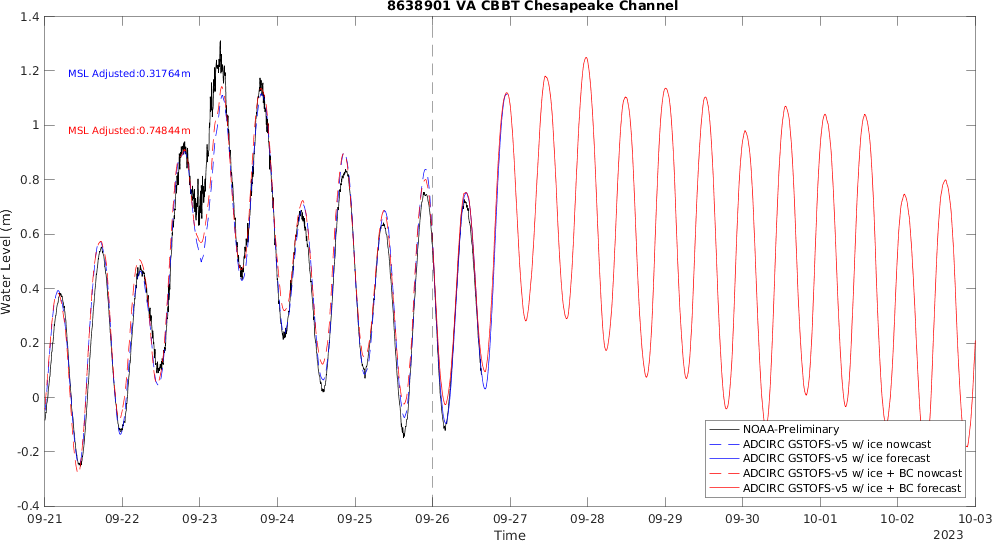 8638901 VA CBBT Chesapeake Channel
1.4
1.2
1
0.8
0.6
0.4
0.2
0
-0.2
-0.4
Water Level (m)
MSL Adjusted:0.31764m
MSL Adjusted:0.74844m
NOAA-Preliminary
ADCIRC GSTOFS-v5 w/ ice nowcast
ADCIRC GSTOFS-v5 w/ ice forecast
ADCIRC GSTOFS-v5 w/ ice + BC nowcast
ADCIRC GSTOFS-v5 w/ ice + BC forecast
09-21 09-22 09-23 09-24 09-25 09-26 09-27 09-28 09-29 09-30 10-01 10-02 10-03
Time
2023